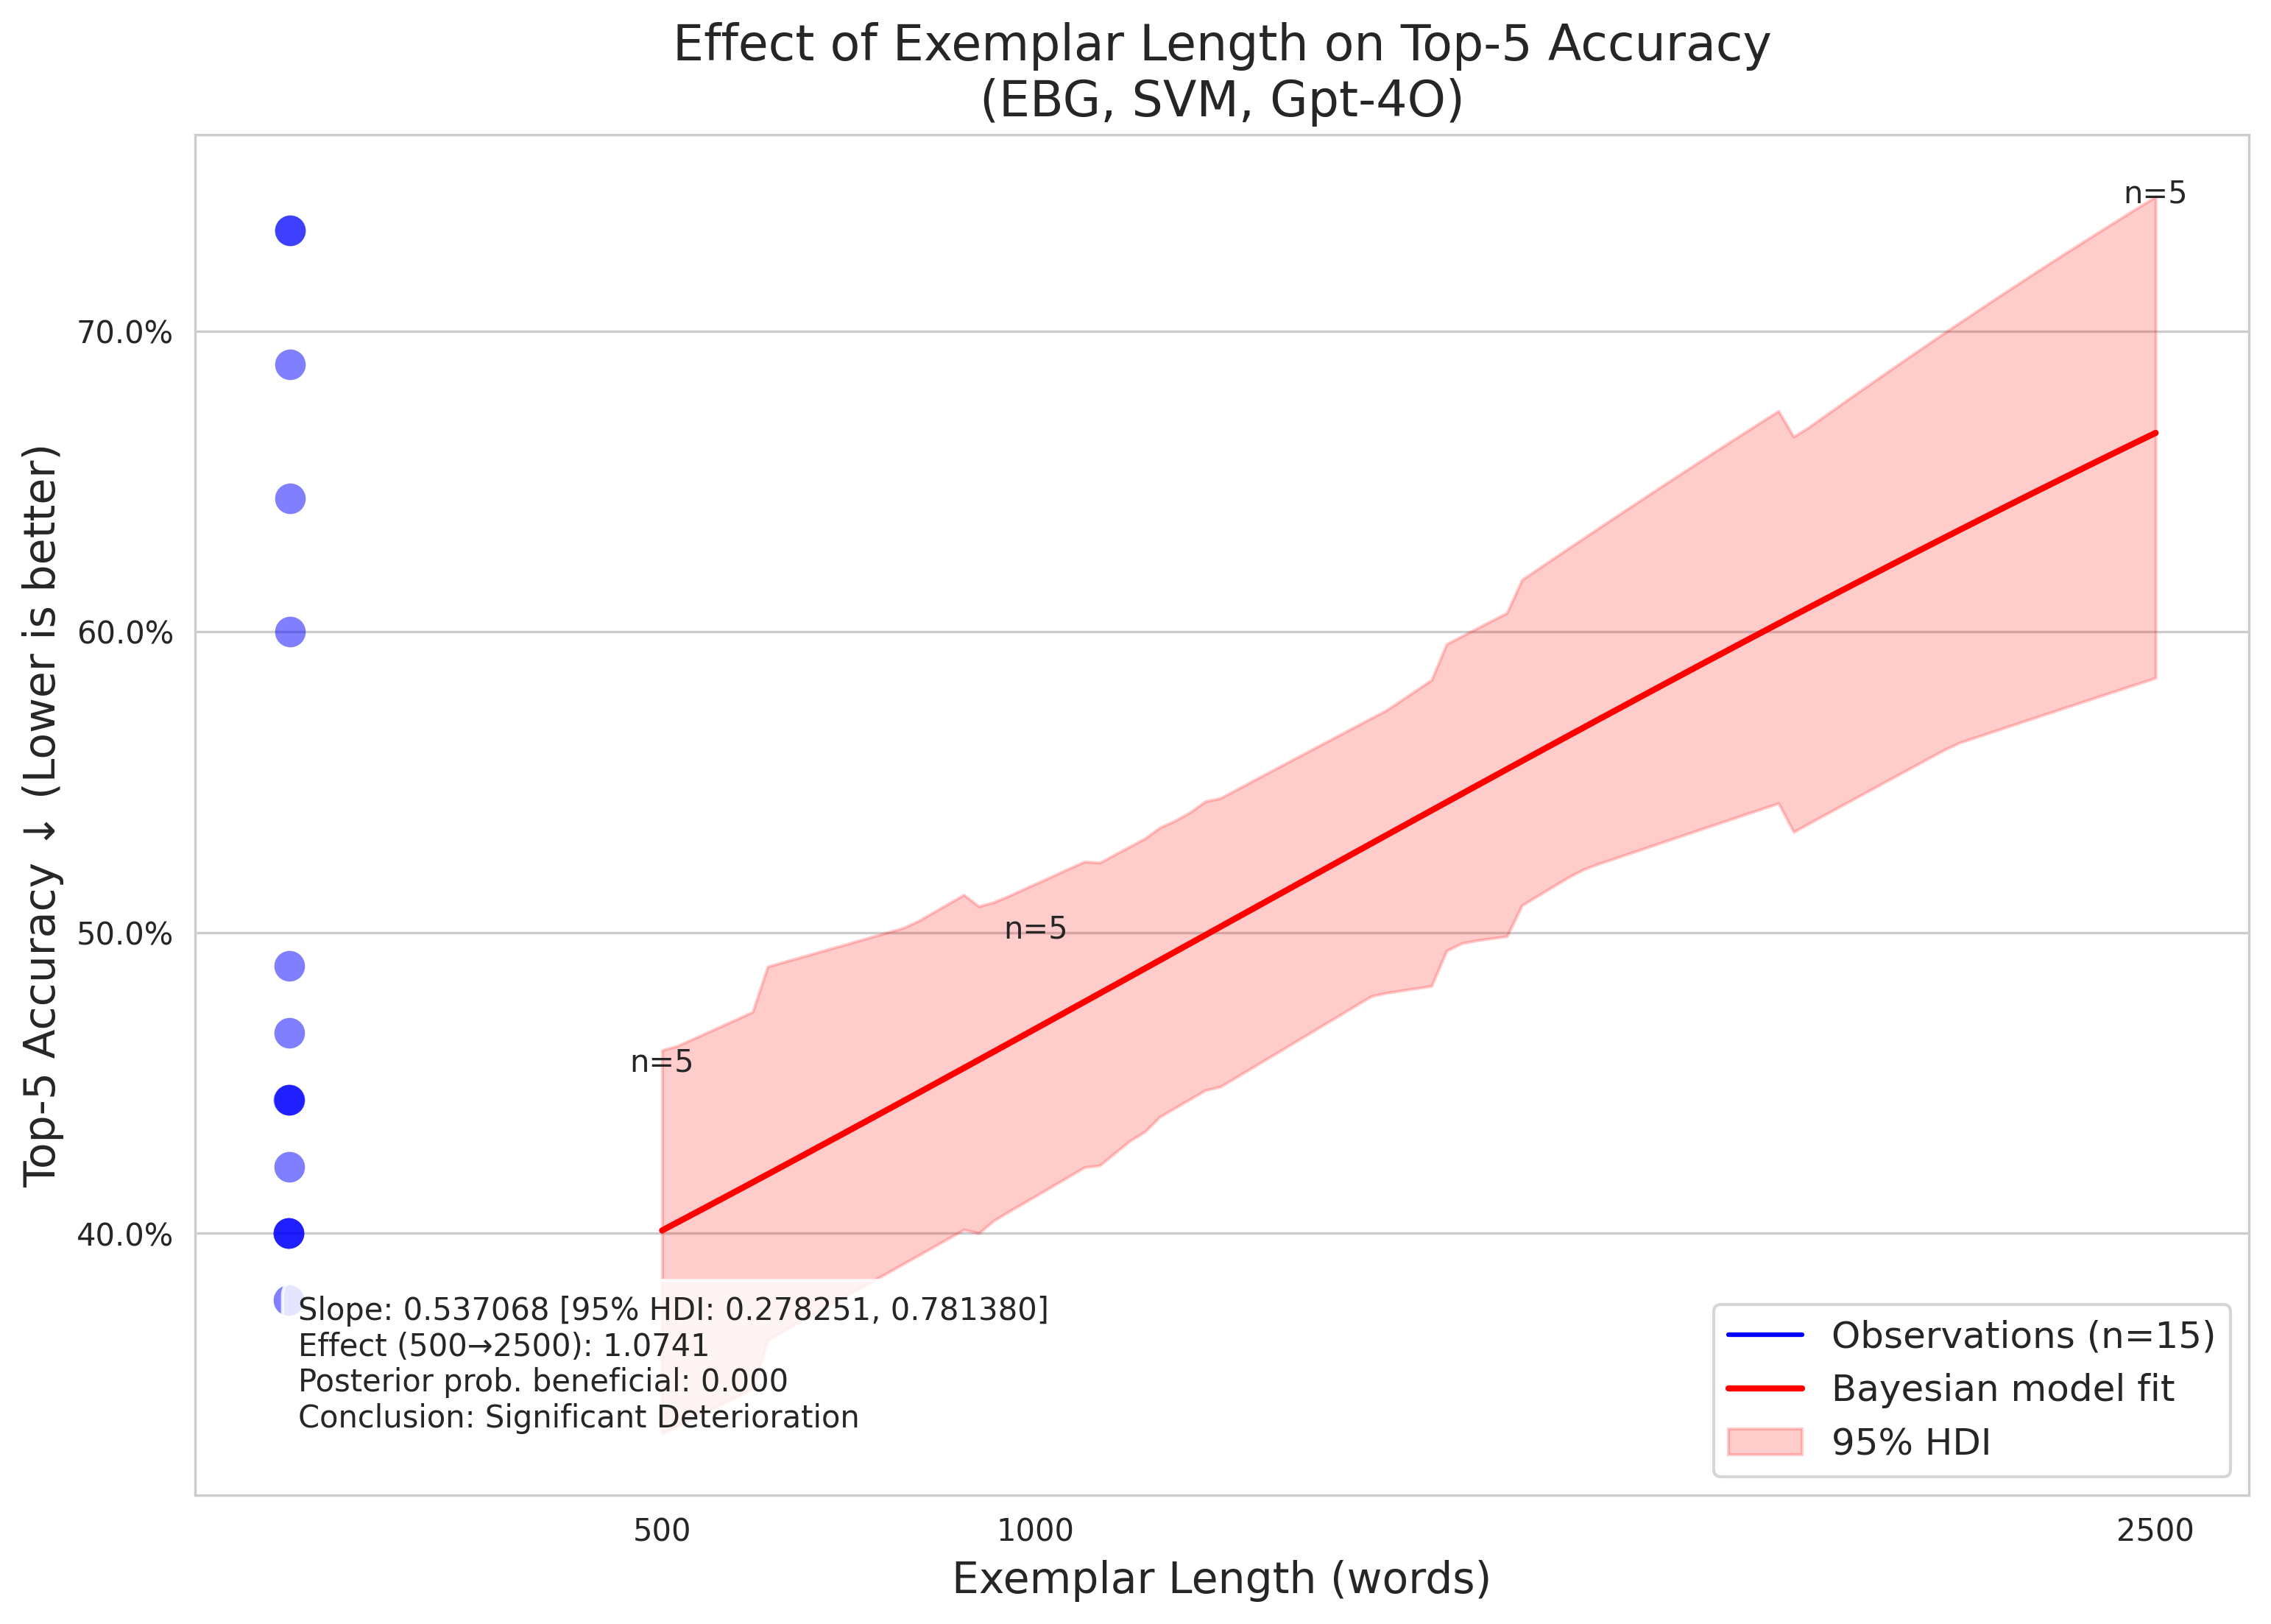 Effect of Exemplar Length on Top-5 Accuracy
(EBG, SVM, Gpt-4O)
Top-5 Accuracy ↓ (Lower is better)
70.0%
60.0%
50.0%
40.0%
n=5
n=5
n=5
Slope: 0.537068 [95% HDI: 0.278251, 0.781380]
Effect (500→2500): 1.0741
Posterior prob. beneficial: 0.000
Conclusion: Significant Deterioration
Observations (n=15)
Bayesian model fit
95% HDI
500
1000
2500
Exemplar Length (words)